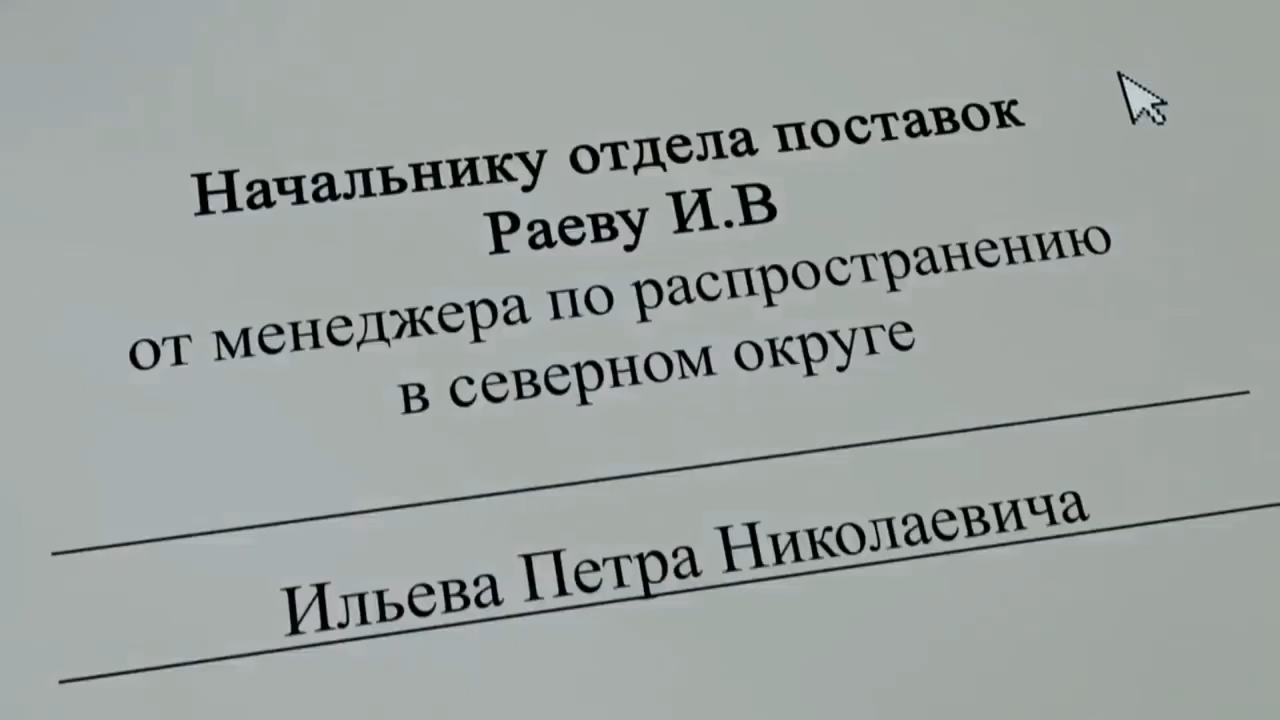 Начальнику отдела поставок
Раеву И.В
от менеджера по распространению
в северном округе
Ильева Петра Николаевича